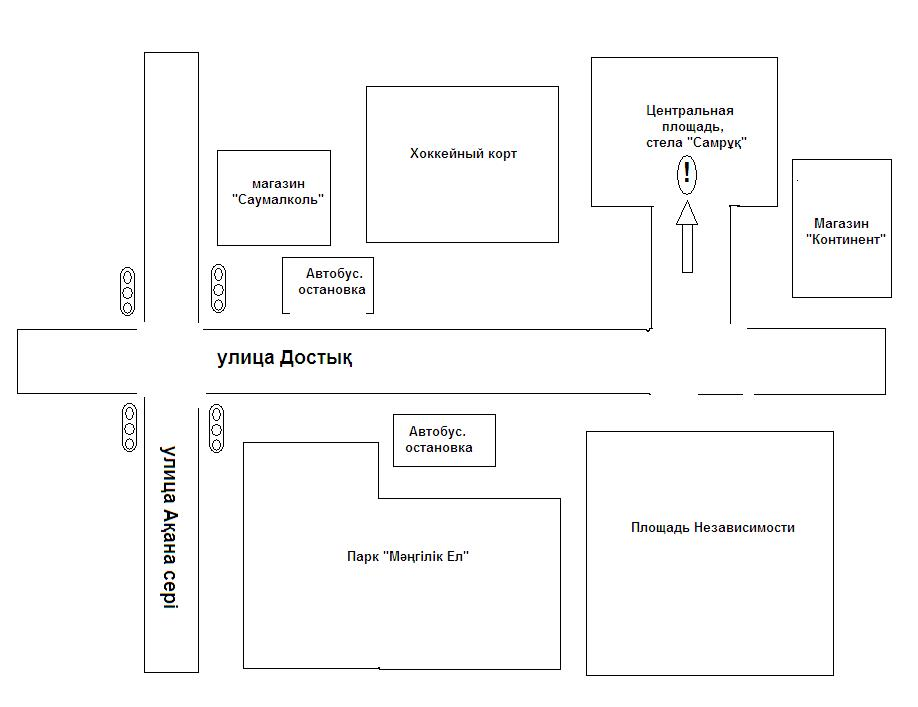 Центральная
площадь,
стела "Самрұқ"
!
Хоккейный корт
магазин
"Саумалколь"
Магазин
"Континент"
Автобус.
остановка
улица Достық
Автобус.
остановка
улица Ақана сері
Площадь Независимости
Парк "Мәңгілік Ел"